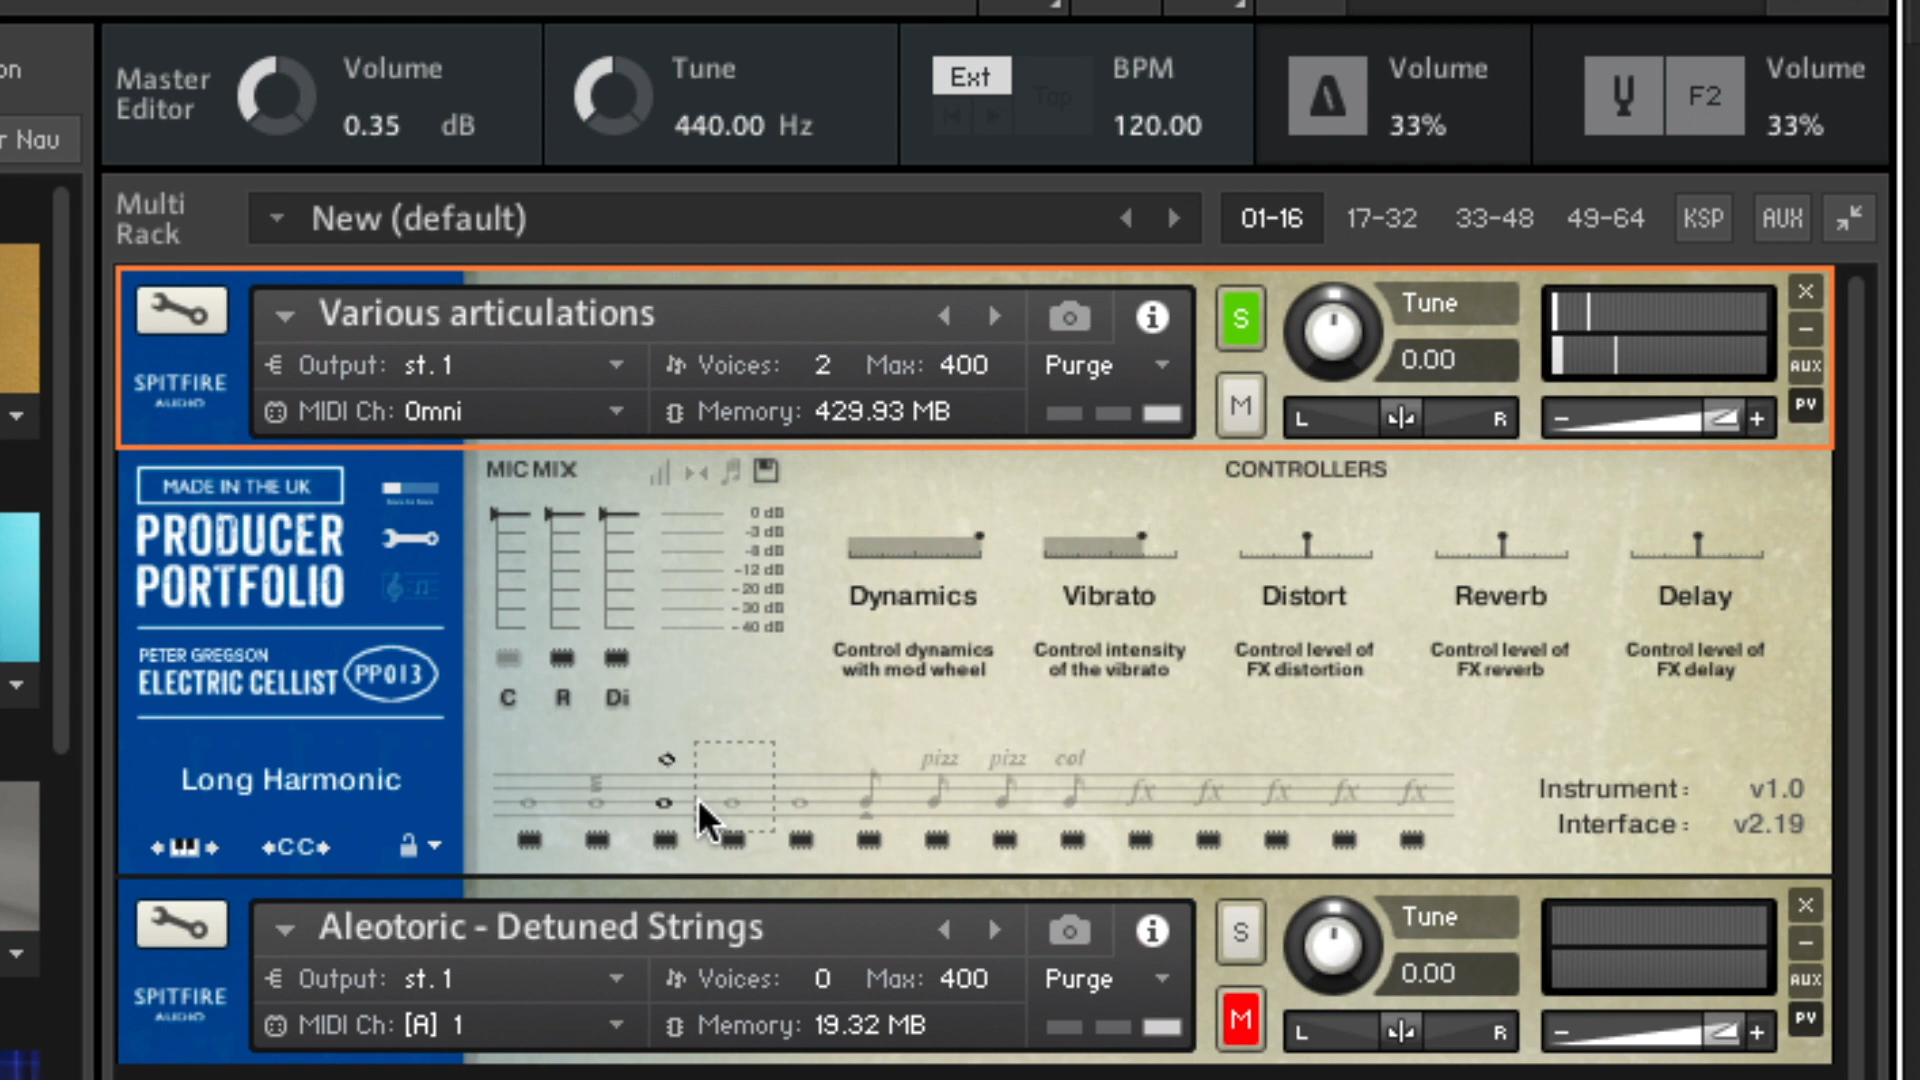 on
Master Editor
Volume
0.35 dB
Tune
440.00 Hz
Ext
Tap
BPM
120.00
Volume
33%
F2
Volume
33%
r Nav
Multi Rack
New (default)
01-16 17-32 33-48 49-64 KSP AUX
SPITFIRE AUDIO
Various articulations
Output: st. 1
Voices: 2 Max: 400
Purge
MIDI Ch: Omni
Memory: 429.93 MB
S
M
Tune
0.00
L R
- +
×
AUX
PV
MADE IN THE UK
PRODUCER PORTFOLIO
PETER GREGSON
ELECTRIC CELLIST
PP013
Long Harmonic
CC
MIC MIX
0 dB
-3 dB
-12 dB
-20 dB
-30 dB
-40 dB
C R Di
CONTROLLERS
Dynamics
Control dynamics with mod wheel
Vibrato
Control intensity of the vibrato
Distort
Control level of FX distortion
Reverb
Control level of FX reverb
Delay
Control level of FX delay
pizz pizz col
fx fx fx fx fx
Instrument: v1.0
Interface: v2.19
SPITFIRE AUDIO
Aleotoric - Detuned Strings
Output: st. 1
Voices: 0 Max: 400
Purge
MIDI Ch: [A] 1
Memory: 19.32 MB
S
M
Tune
0.00
L R
- +
×
AUX
PV